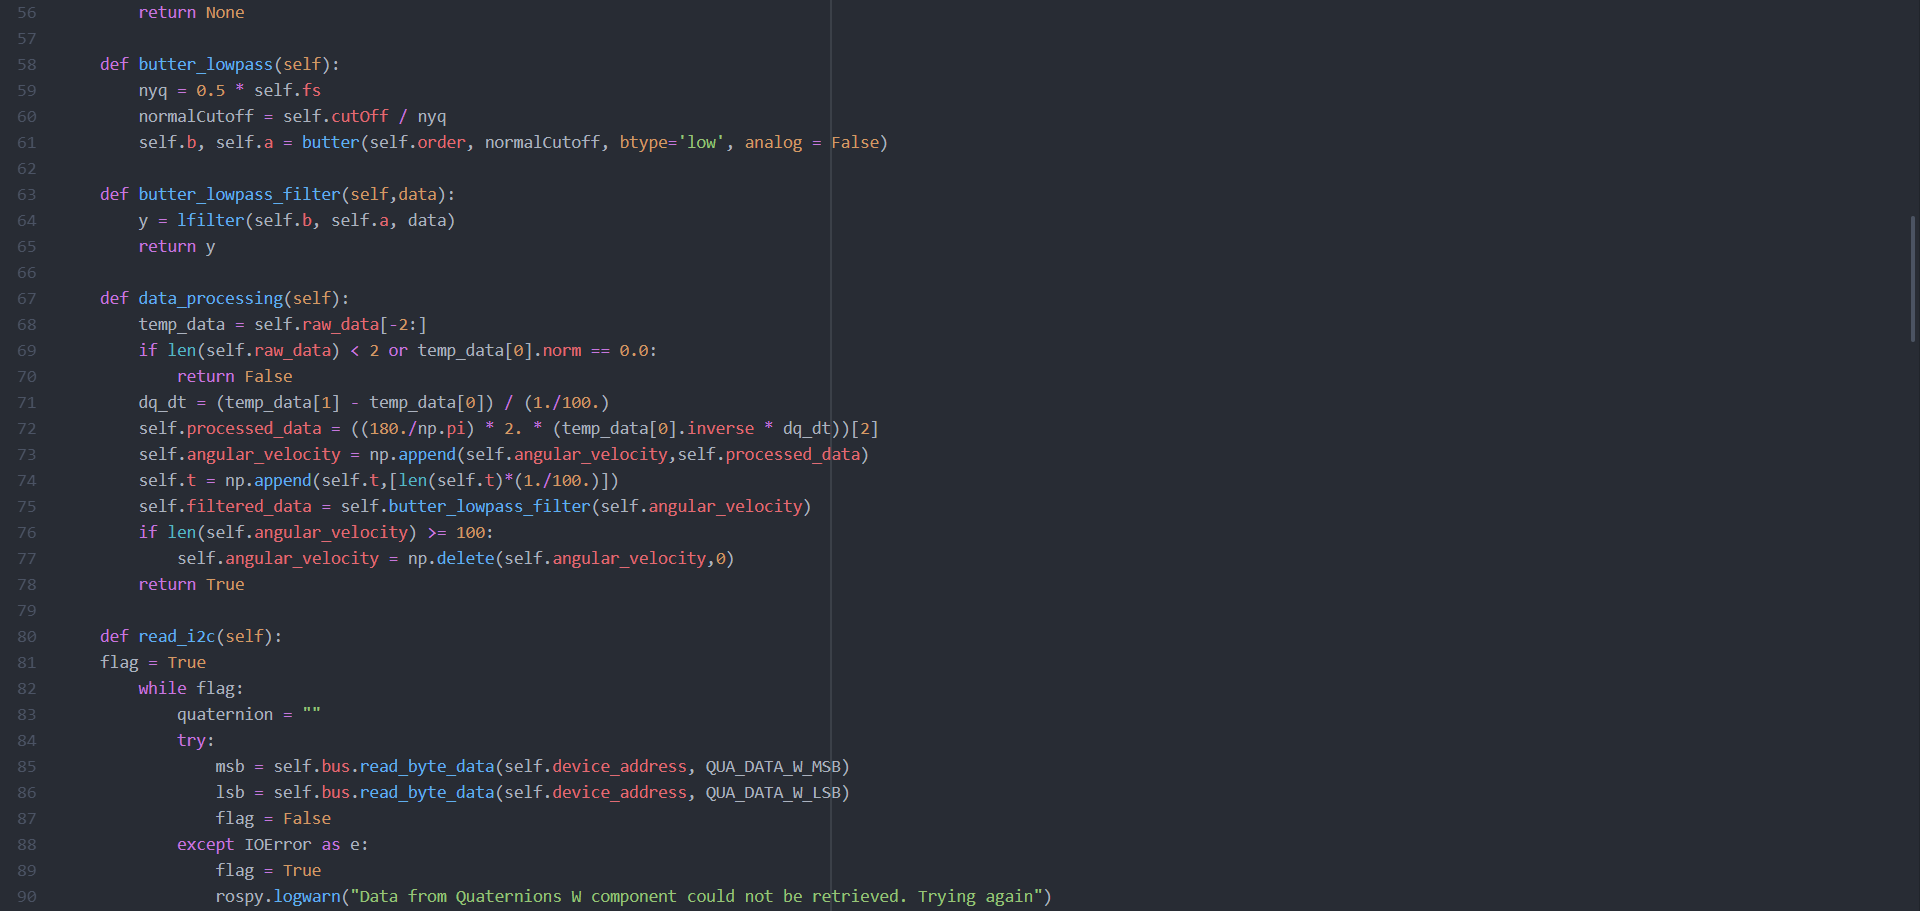 56 return None
57
58 def butter_lowpass(self):
59 nyq = 0.5 * self.fs
60 normalCutoff = self.cutOff / nyq
61 self.b, self.a = butter(self.order, normalCutoff, btype='low', analog = False)
62
63 def butter_lowpass_filter(self,data):
64 y = lfilter(self.b, self.a, data)
65 return y
66
67 def data_processing(self):
68 temp_data = self.raw_data[-2:]
69 if len(self.raw_data) < 2 or temp_data[0].norm == 0.0:
70 return False
71 dq_dt = (temp_data[1] - temp_data[0]) / (1./100.)
72 self.processed_data = ((180./np.pi) * 2. * (temp_data[0].inverse * dq_dt))[2]
73 self.angular_velocity = np.append(self.angular_velocity,self.processed_data)
74 self.t = np.append(self.t,[len(self.t)*(1./100.)])
75 self.filtered_data = self.butter_lowpass_filter(self.angular_velocity)
76 if len(self.angular_velocity) >= 100:
77 self.angular_velocity = np.delete(self.angular_velocity,0)
78 return True
79
80 def read_i2c(self):
81 flag = True
82 while flag:
83 quaternion = ""
84 try:
85 msb = self.bus.read_byte_data(self.device_address, QUA_DATA_W_MSB)
86 lsb = self.bus.read_byte_data(self.device_address, QUA_DATA_W_LSB)
87 flag = False
88 except IOError as e:
89 flag = True
90 rospy.logwarn("Data from Quaternions W component could not be retrieved. Trying again")